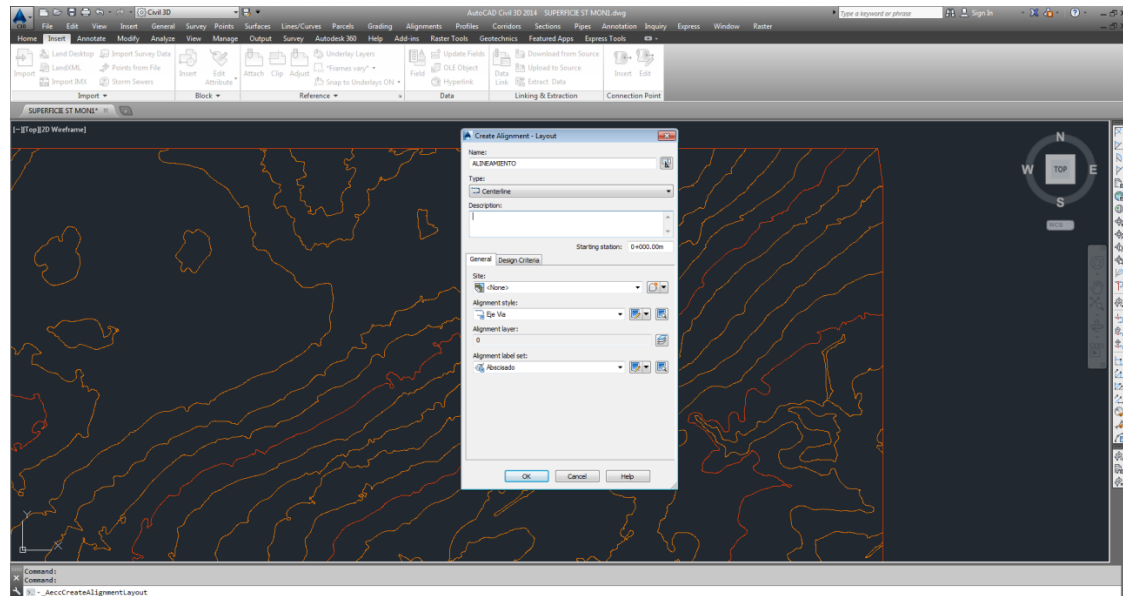 Civil 3D AutoCAD Civil 3D 2014 SUPERFICIE ST MON1.dwg Type a keyword or phrase Sign In
File Edit View Insert General Survey Points Surfaces Lines/Curves Parcels Grading Alignments Profiles Corridors Sections Pipes Annotation Inquiry Express Window Raster
Home Insert Annotate Modify Analyze View Manage Output Survey Autodesk 360 Help Add-ins Raster Tools Geotechnics Featured Apps Express Tools
Land Desktop Import Survey Data Underlay Layers Update Fields Download from Source
Import LandXML Points from File Insert Edit Attribute Attach Clip Adjust *Frames vary* Field OLE Object Data Link Upload to Source Insert Edit
Import IMX Storm Sewers Snap to Underlays ON Hyperlink Extract Data
Import Block Reference Data Linking & Extraction Connection Point
SUPERFICIE ST MON1*
[-][Top][2D Wireframe]
Create Alignment - Layout
Name:
ALINEAMIENTO
Type:
Centerline
Description:
Starting station: 0+000.00m
General Design Criteria
Site:
<None>
Alignment style:
Eje Via
Alignment layer:
0
Alignment label set:
Abscisado
OK Cancel Help
N
W TOP E
S
WCS
Y
X
Command:
Command:
-_AeccCreateAlignmentLayout